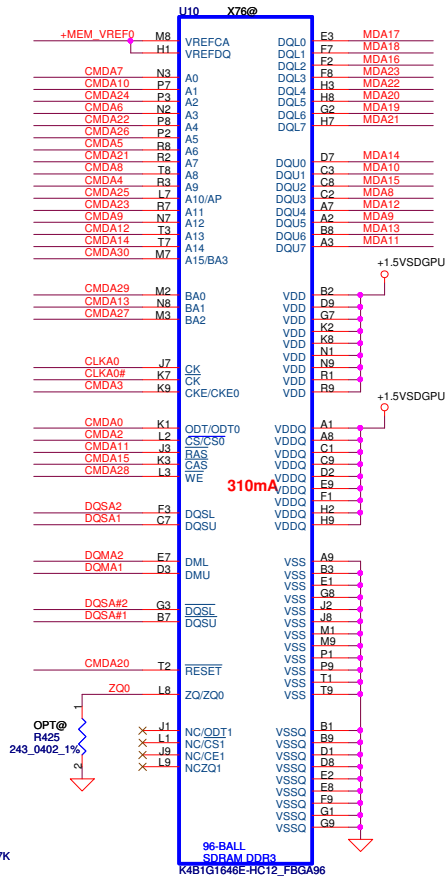 U10 X76@
+MEM_VREF0 M8 VREFCA DQL0 E3 MDA17
H1 VREFDQ DQL1 F7 MDA18
DQL2 F2 MDA16
CMDA7 N3 A0 DQL3 F8 MDA23
CMDA10 P7 A1 DQL4 H3 MDA22
CMDA24 P3 A2 DQL5 H8 MDA20
CMDA6 N2 A3 DQL6 G2 MDA19
CMDA22 P8 A4 DQL7 H7 MDA21
CMDA26 P2 A5
CMDA5 R8 A6
CMDA21 R2 A7 DQU0 D7 MDA14
CMDA8 T8 A8 DQU1 C3 MDA10
CMDA4 R3 A9 DQU2 C8 MDA15
CMDA25 L7 A10/AP DQU3 C2 MDA8
CMDA23 R7 A11 DQU4 A7 MDA12
CMDA9 N7 A12 DQU5 A2 MDA9
CMDA12 T3 A13 DQU6 B8 MDA13
CMDA14 T7 A14 DQU7 A3 MDA11
CMDA30 M7 A15/BA3
+1.5VSDGPU
CMDA29 M2 BA0 VDD B2
CMDA13 N8 BA1 VDD D9
CMDA27 M3 BA2 VDD G7
VDD K2
VDD K8
VDD N1
CLKA0 J7 CK VDD N9
CLKA0# K7 CK VDD R1
CMDA3 K9 CKE/CKE0 VDD R9
+1.5VSDGPU
CMDA0 K1 ODT/ODT0 VDDQ A1
CMDA2 L2 CS/CS0 VDDQ A8
CMDA11 J3 RAS VDDQ C1
CMDA15 K3 CAS VDDQ C9
CMDA28 L3 WE VDDQ D2
310mA VDDQ E9
VDDQ F1
DQSA2 F3 DQSL VDDQ H2
DQSA1 C7 DQSU VDDQ H9
DQMA2 E7 DML VSS A9
DQMA1 D3 DMU VSS B3
VSS E1
VSS G8
DQSA#2 G3 DQSL VSS J2
DQSA#1 B7 DQSU VSS J8
VSS M1
VSS M9
VSS P1
CMDA20 T2 RESET VSS P9
VSS T1
ZQ0 L8 ZQ/ZQ0 VSS T9
1
OPT@
R425
243_0402_1%
2
J1 NC/ODT1 VSSQ B1
L1 NC/CS1 VSSQ B9
J9 NC/CE1 VSSQ D1
L9 NCZQ1 VSSQ D8
VSSQ E2
VSSQ E8
VSSQ F9
VSSQ G1
VSSQ G9
96-BALL
SDRAM DDR3
K4B1G1646E-HC12_FBGA96
7K